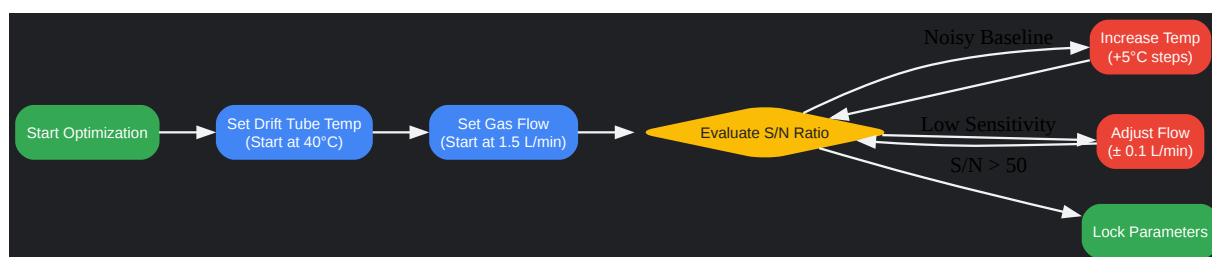 Start Optimization
Set Drift Tube Temp
(Start at 40°C)
Set Gas Flow
(Start at 1.5 L/min)
Evaluate S/N Ratio
Noisy Baseline
Increase Temp
(+5°C steps)
Low Sensitivity
Adjust Flow
(± 0.1 L/min)
S/N > 50
Lock Parameters